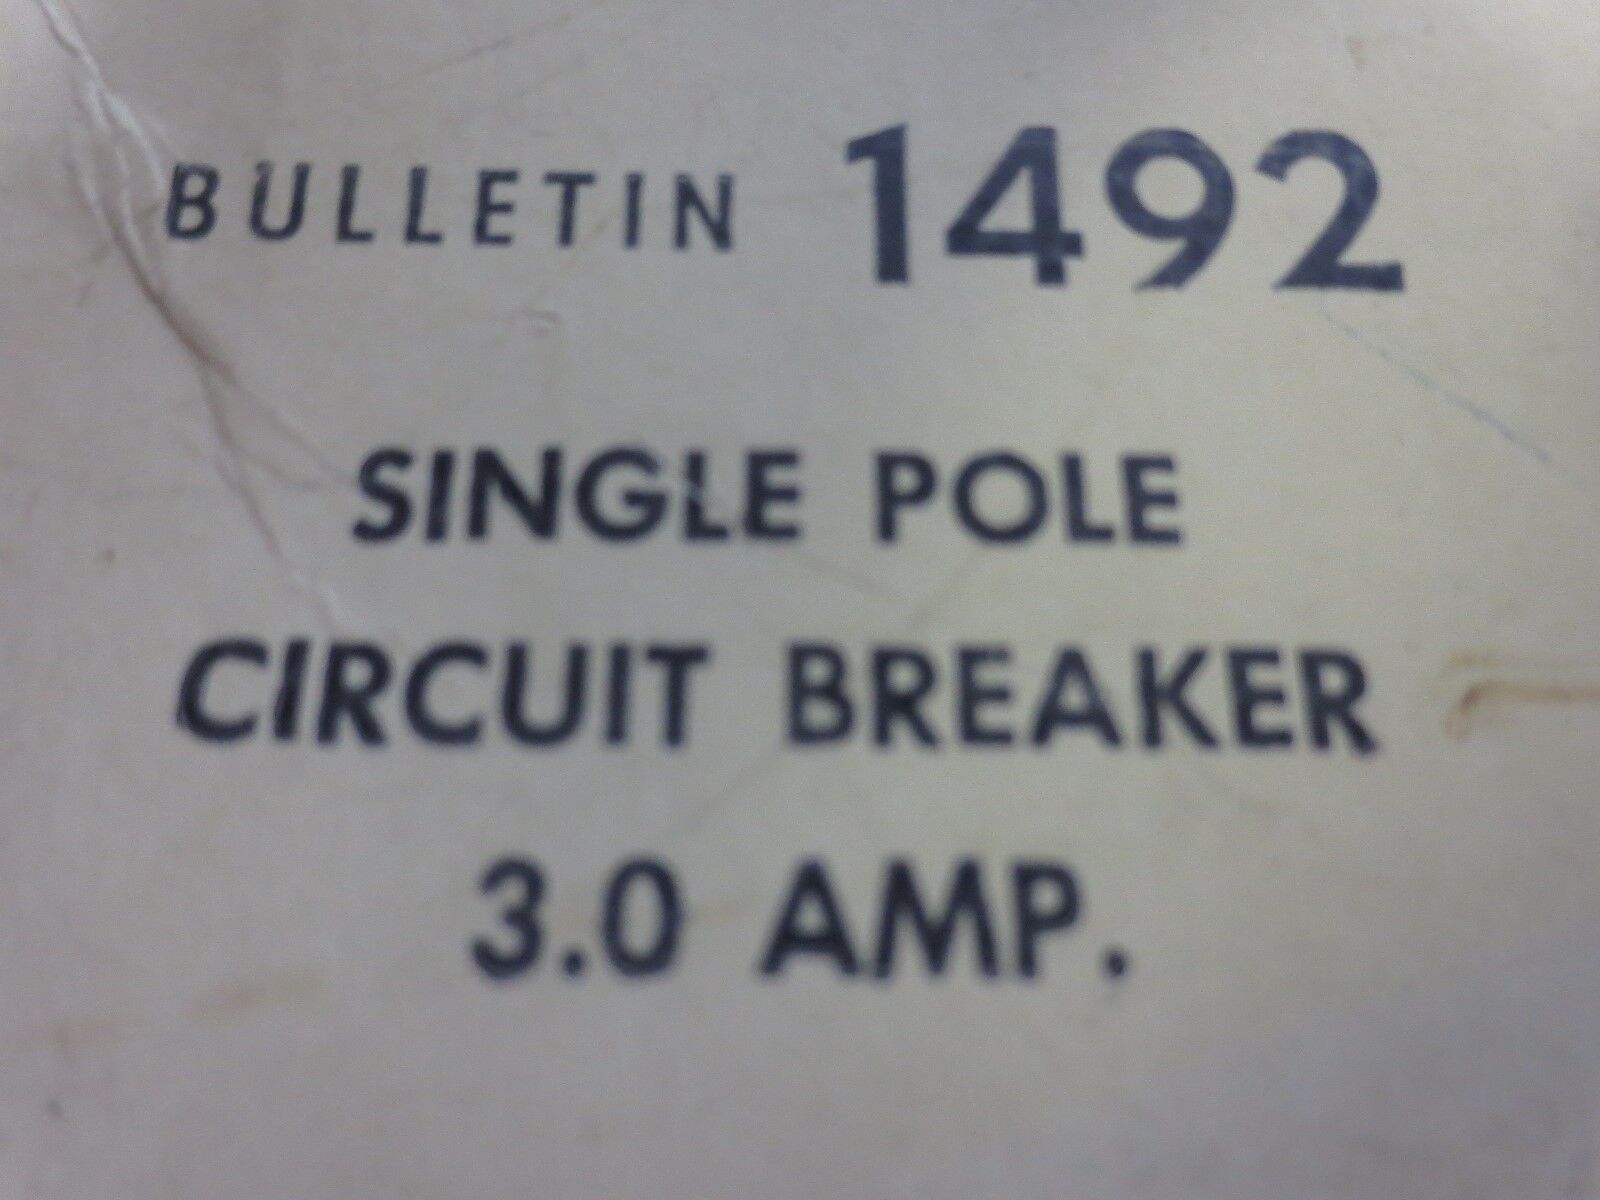 BULLETIN 1492
SINGLE POLE
CIRCUIT BREAKER
3.0 AMP.